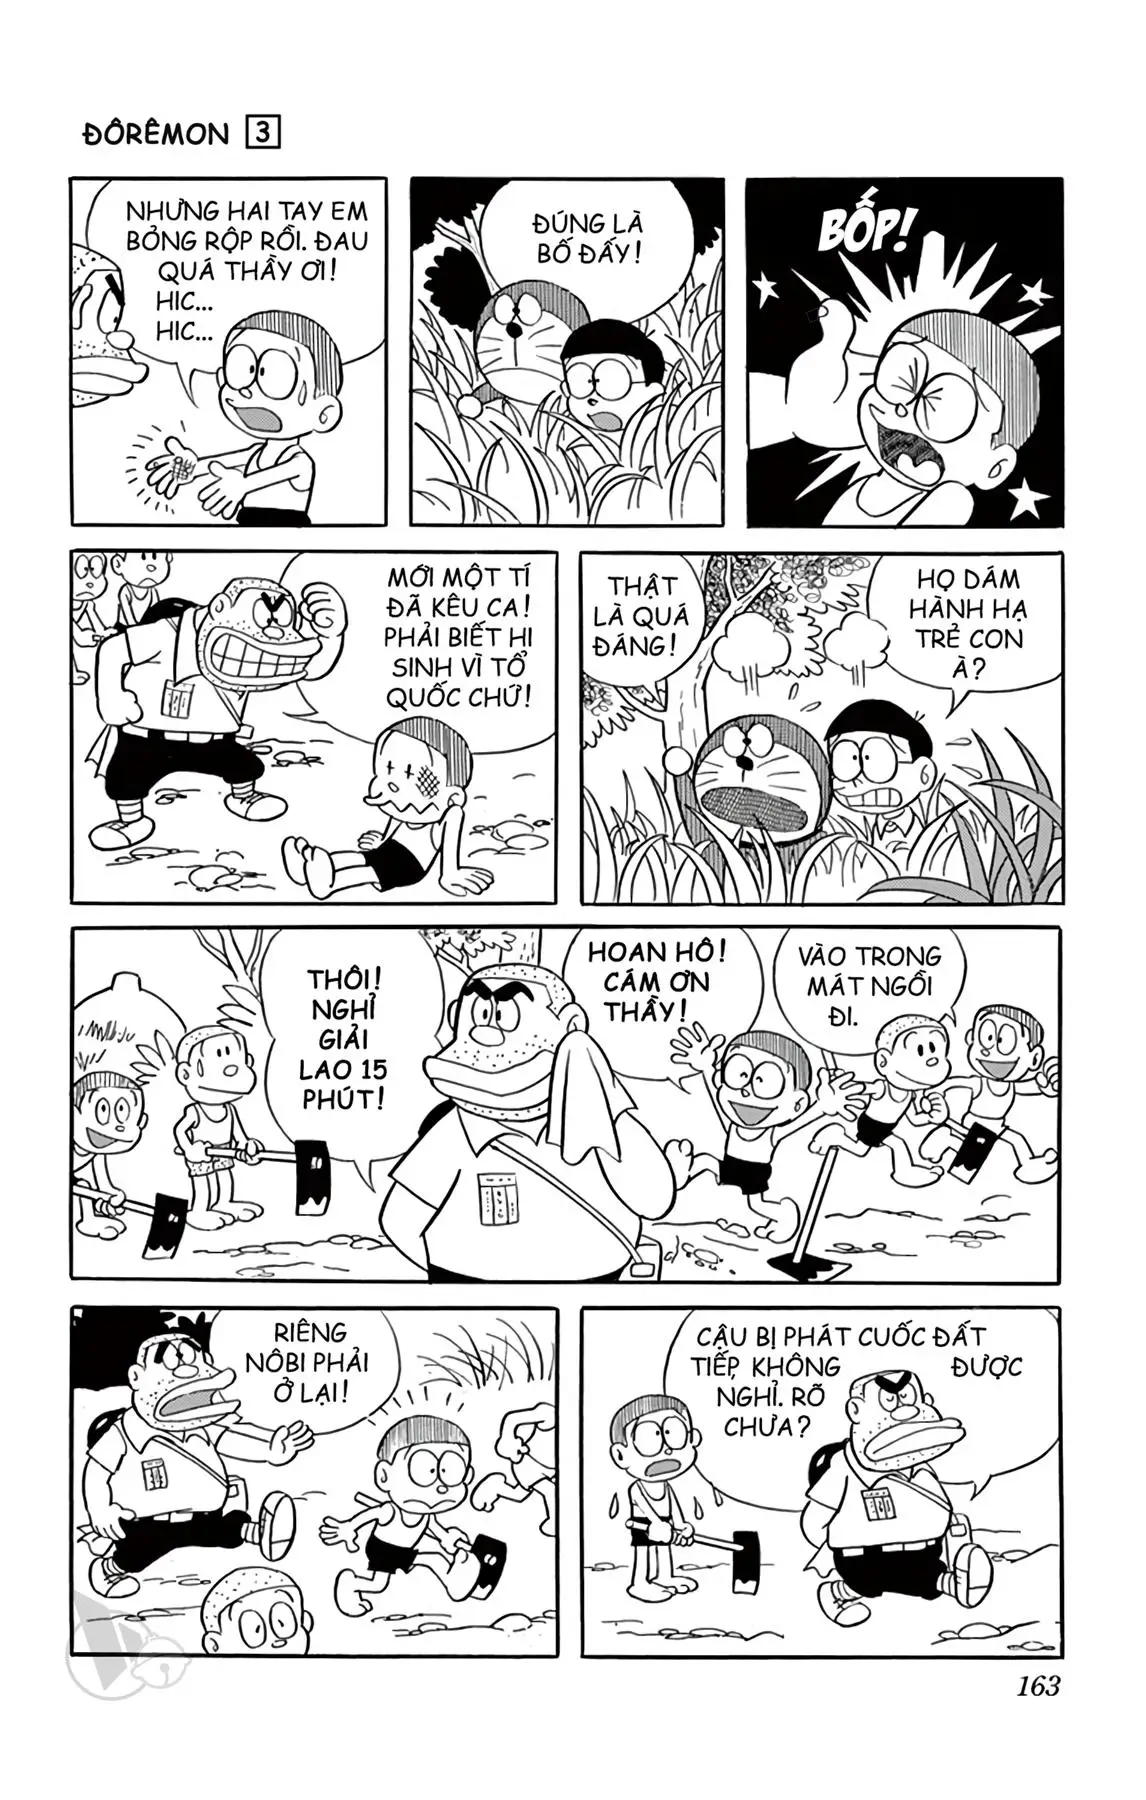 ĐÔRÊMON 3
NHƯNG HAI TAY EM
BỎNG RỘP RỒI. ĐAU
QUÁ THẦY ƠI!
HIC...
HIC...
ĐÚNG LÀ
BỐ ĐẤY!
BỐP!
MỚI MỘT TÍ
ĐÃ KÊU CA!
PHẢI BIẾT HI
SINH VÌ TỔ
QUỐC CHỨ!
THẬT
LÀ QUÁ
ĐÁNG!
HỌ DÁM
HÀNH HẠ
TRẺ CON
À?
THÔI!
NGHỈ
GIẢI
LAO 15
PHÚT!
HOAN HÔ!
CÁM ƠN
THẦY!
VÀO TRONG
MÁT NGỒI
ĐI.
RIÊNG
NÔBI PHẢI
Ở LẠI!
CẬU BỊ PHÁT CUỐC ĐẤT
TIẾP, KHÔNG ĐƯỢC
NGHỈ. RÕ
CHƯA?
163